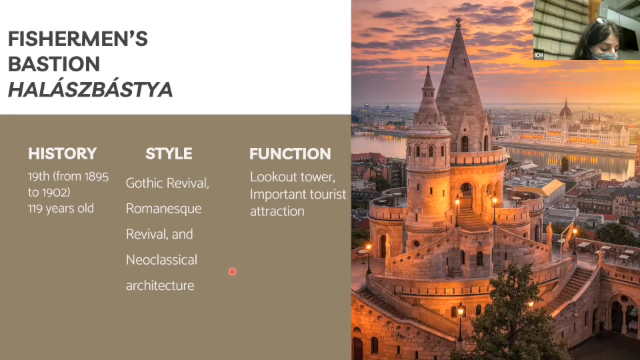 FISHERMEN'S
BASTION
HALÁSZBÁSTYA
HISTORY
19th (from 1895
to 1902)
119 years old
STYLE
Gothic Revival,
Romanesque
Revival, and
Neoclassical
architecture
FUNCTION
Lookout tower,
Important tourist
attraction
ICM